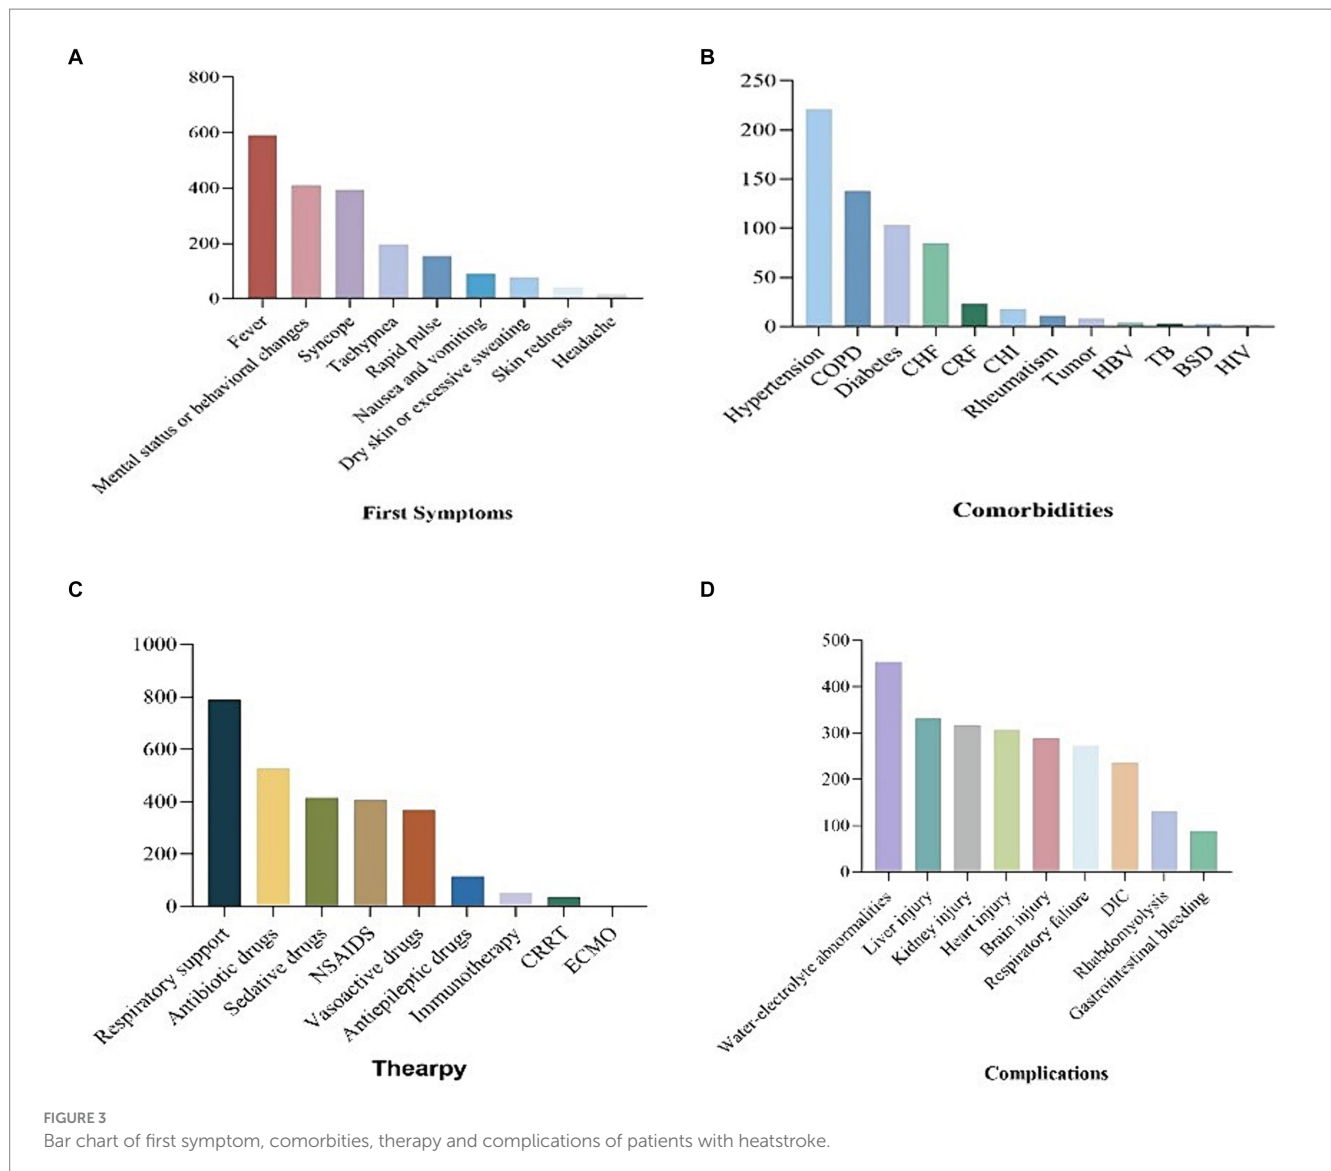 A
800
600
400
200
0
Fever
Mental status or behavioral changes
Syncope
Tachypnea
Rapid pulse
Nausea and vomiting
Dry skin or excessive sweating
Skin redness
Headache
First Symptoms
B
250
200
150
100
50
0
Hypertension
COPD
Diabetes
CHF
CRF
CHI
Rheumatism
Tumor
HBV
TB
BSD
HIV
Comorbidities
C
1000
800
600
400
200
0
Respiratory support
Antibiotic drugs
Sedative drugs
NSAIDS
Vasoactive drugs
Antiepileptic drugs
Immunotherapy
CRRT
ECMO
Thearpy
D
500
400
300
200
100
0
Water-electrolyte abnormalities
Liver injury
Kidney injury
Heart injury
Brain injury
Respiratory faliure
DIC
Rhabdomyolysis
Gastrointestinal bleeding
Complications
FIGURE 3
Bar chart of first symptom, comorbities, therapy and complications of patients with heatstroke.